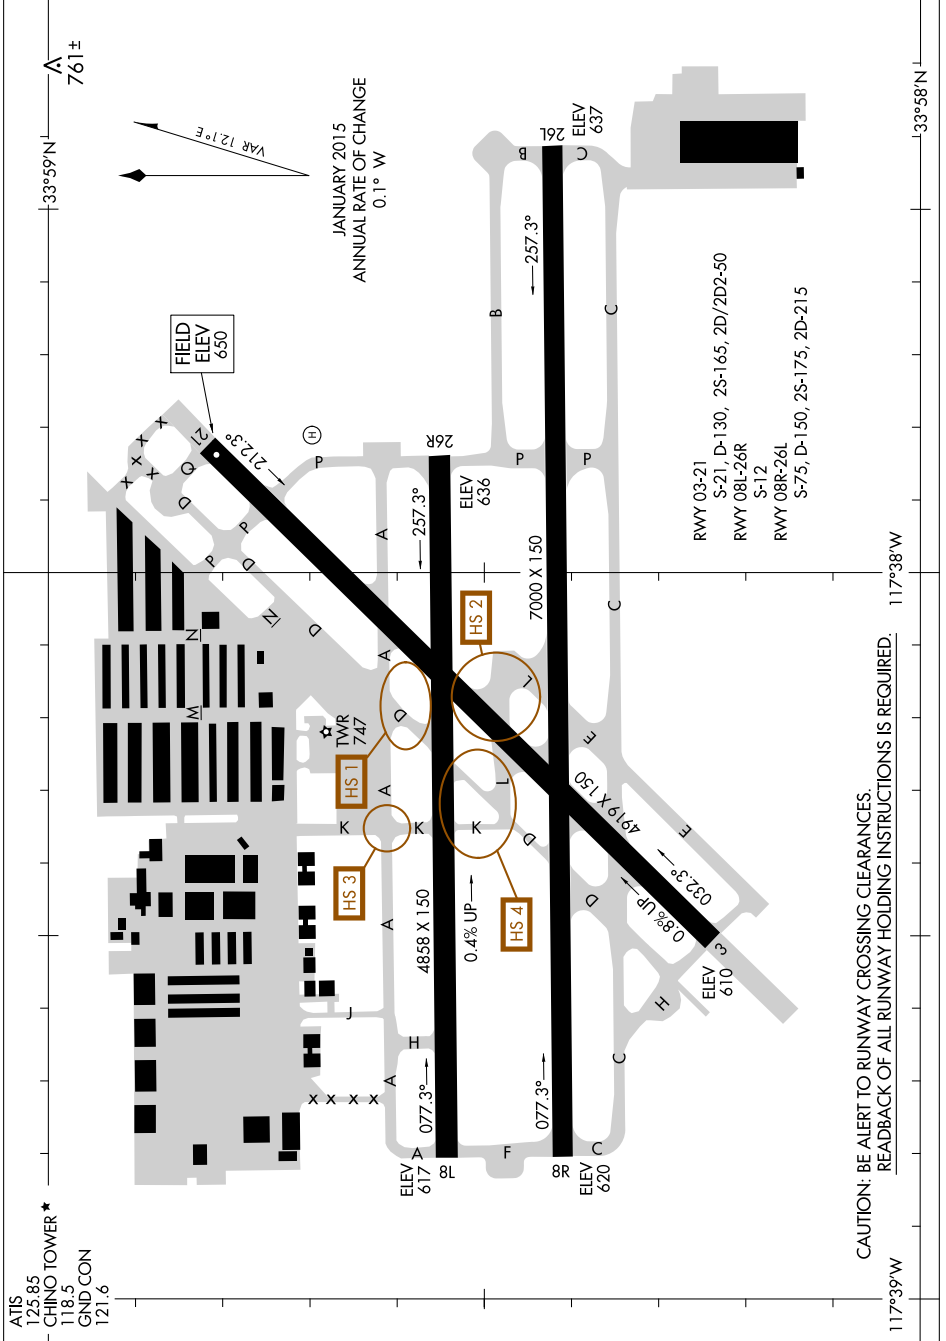 ATIS
125.85
CHINO TOWER ★
118.5
GND CON
121.6
33°59'N
761±
VAR 12.1°E
JANUARY 2015
ANNUAL RATE OF CHANGE
0.1° W
FIELD
ELEV
650
21
212.3°
H
X X X X X
Q
D
P
P
D
P
N
N
D
M
TWR
747
A
A
D
HS 1
A
K
K
K
HS 3
A
J
H
A
X X X X
A
ELEV
617
8L
077.3°
4858 X 150
0.4% UP
257.3°
26R
ELEV
636
HS 2
L
L
HS 4
D
F
B
B
26L
ELEV
637
C
257.3°
P
P
7000 X 150
C
C
E
E
4919 X 150
032.3°
0.8% UP
D
3
ELEV
610
H
C
077.3°
8R
ELEV
620
C
RWY 03-21
S-21, D-130, 2S-165, 2D/2D2-50
RWY 08L-26R
S-12
RWY 08R-26L
S-75, D-150, 2S-175, 2D-215
CAUTION: BE ALERT TO RUNWAY CROSSING CLEARANCES.
READBACK OF ALL RUNWAY HOLDING INSTRUCTIONS IS REQUIRED.
117°39'W
117°38'W
33°58'N